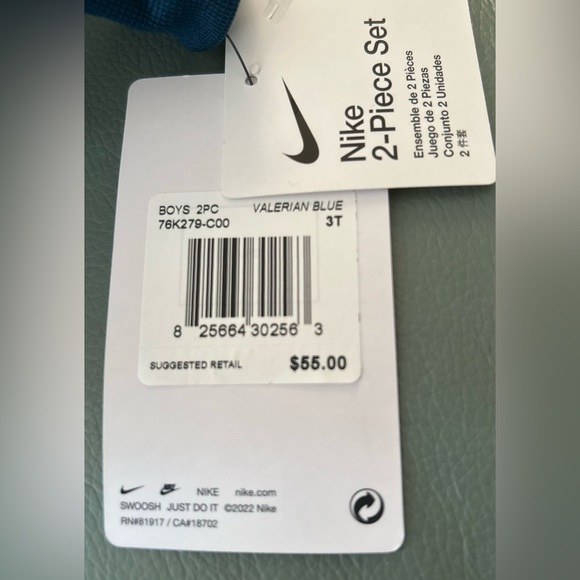 Nike
2-Piece Set
Ensemble de 2 Pièces
Juego de 2 Piezas
Conjunto 2 Unidades
2 件套
BOYS 2PC VALERIAN BLUE
76K279-C00 3T
8 25664 30256 3
SUGGESTED RETAIL $55.00
NIKE nike.com
SWOOSH JUST DO IT ©2022 Nike
RN#81917 / CA#18702